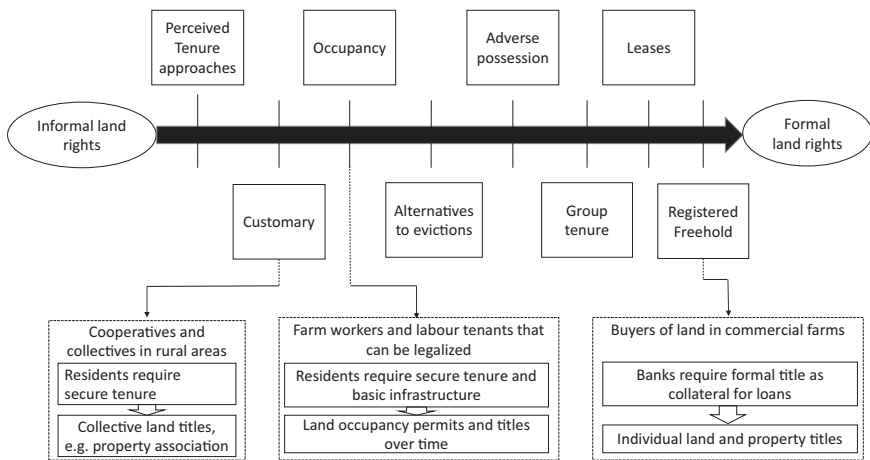 Perceived
Tenure
approaches
Occupancy
Adverse
possession
Leases
Informal land
rights
Formal
land rights
Customary
Alternatives
to evictions
Group
tenure
Registered
Freehold
Cooperatives and
collectives in rural areas
Residents require
secure tenure
Collective land titles,
e.g. property association
Farm workers and labour tenants that
can be legalized
Residents require secure tenure and
basic infrastructure
Land occupancy permits and titles
over time
Buyers of land in commercial farms
Banks require formal title as
collateral for loans
Individual land and property titles